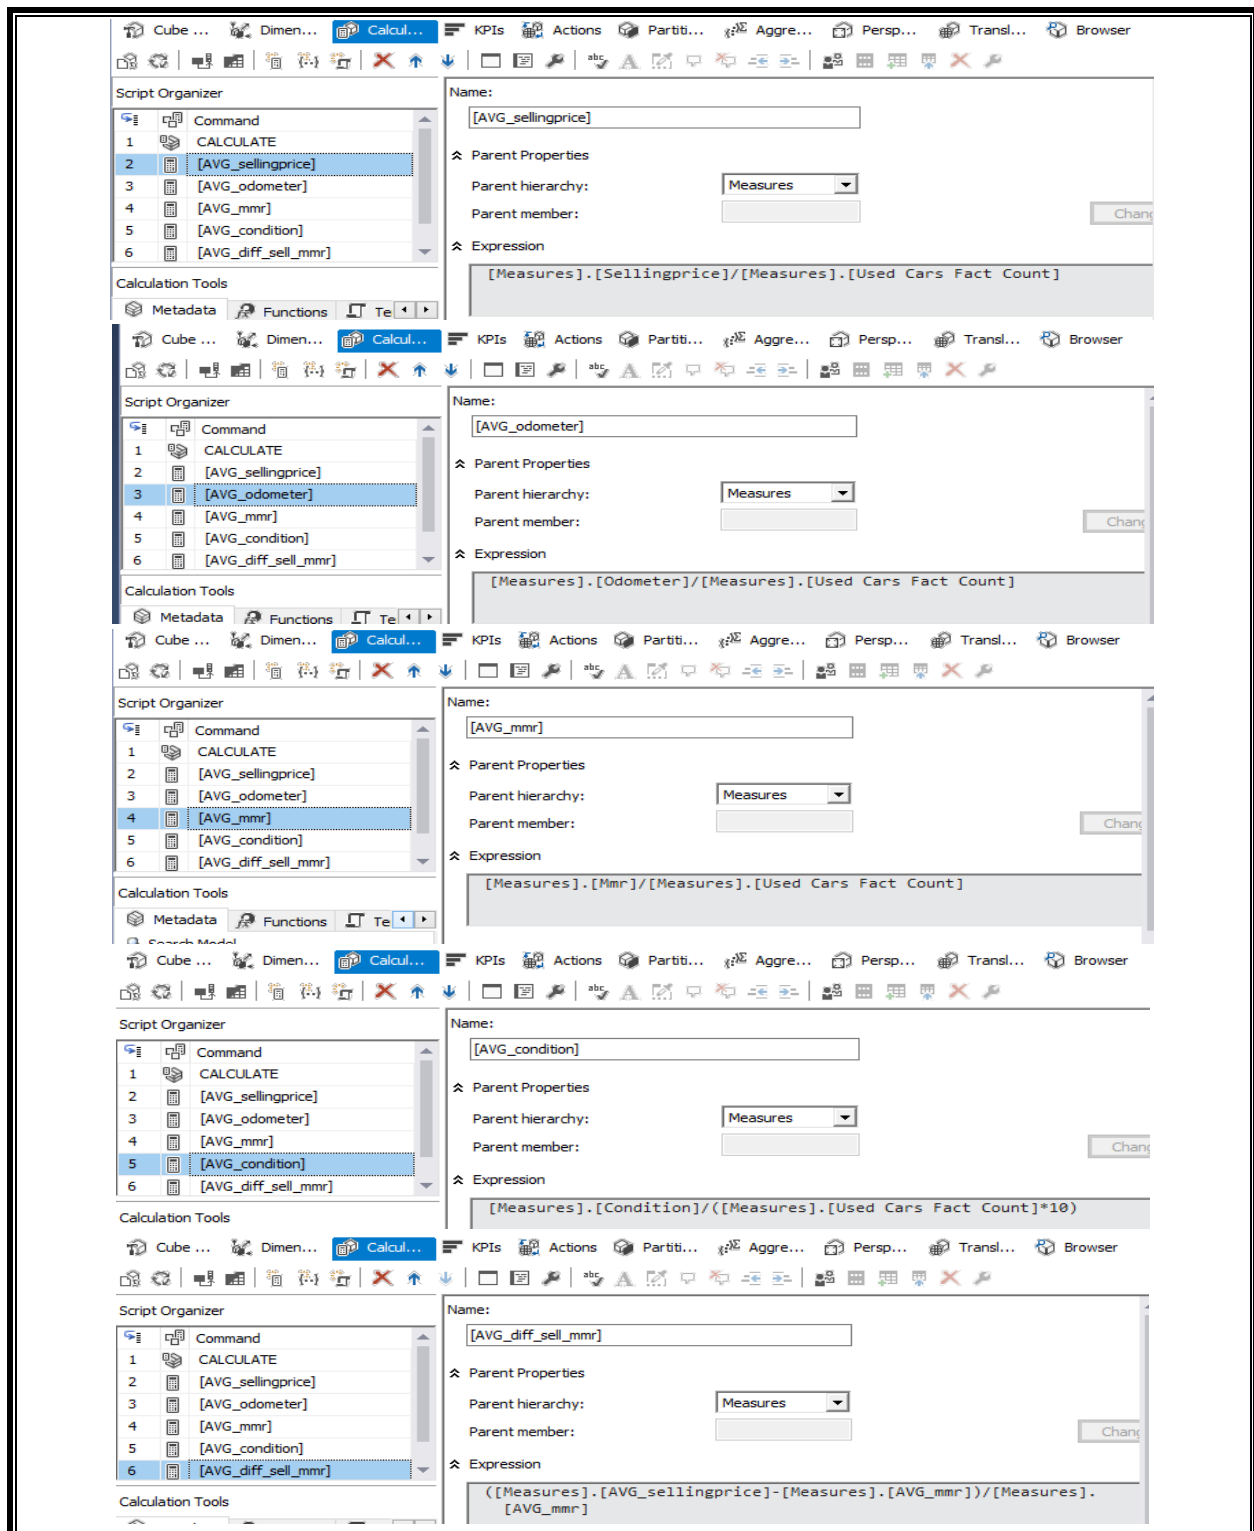 Cube ... Dimen... Calcul... KPIs Actions Partiti... Aggre... Persp... Transl... Browser
Script Organizer
Command
1 CALCULATE
2 [AVG_sellingprice]
3 [AVG_odometer]
4 [AVG_mmr]
5 [AVG_condition]
6 [AVG_diff_sell_mmr]
Calculation Tools
Metadata Functions Te
Name:
[AVG_sellingprice]
Parent Properties
Parent hierarchy: Measures
Parent member: Chang
Expression
[Measures].[Sellingprice]/[Measures].[Used Cars Fact Count]
Cube ... Dimen... Calcul... KPIs Actions Partiti... Aggre... Persp... Transl... Browser
Script Organizer
Command
1 CALCULATE
2 [AVG_sellingprice]
3 [AVG_odometer]
4 [AVG_mmr]
5 [AVG_condition]
6 [AVG_diff_sell_mmr]
Calculation Tools
Metadata Functions Te
Name:
[AVG_odometer]
Parent Properties
Parent hierarchy: Measures
Parent member: Chang
Expression
[Measures].[Odometer]/[Measures].[Used Cars Fact Count]
Cube ... Dimen... Calcul... KPIs Actions Partiti... Aggre... Persp... Transl... Browser
Script Organizer
Command
1 CALCULATE
2 [AVG_sellingprice]
3 [AVG_odometer]
4 [AVG_mmr]
5 [AVG_condition]
6 [AVG_diff_sell_mmr]
Calculation Tools
Metadata Functions Te
Search Model
Name:
[AVG_mmr]
Parent Properties
Parent hierarchy: Measures
Parent member: Chang
Expression
[Measures].[Mmr]/[Measures].[Used Cars Fact Count]
Cube ... Dimen... Calcul... KPIs Actions Partiti... Aggre... Persp... Transl... Browser
Script Organizer
Command
1 CALCULATE
2 [AVG_sellingprice]
3 [AVG_odometer]
4 [AVG_mmr]
5 [AVG_condition]
6 [AVG_diff_sell_mmr]
Calculation Tools
Name:
[AVG_condition]
Parent Properties
Parent hierarchy: Measures
Parent member: Chang
Expression
[Measures].[Condition]/([Measures].[Used Cars Fact Count]*10)
Cube ... Dimen... Calcul... KPIs Actions Partiti... Aggre... Persp... Transl... Browser
Script Organizer
Command
1 CALCULATE
2 [AVG_sellingprice]
3 [AVG_odometer]
4 [AVG_mmr]
5 [AVG_condition]
6 [AVG_diff_sell_mmr]
Calculation Tools
Name:
[AVG_diff_sell_mmr]
Parent Properties
Parent hierarchy: Measures
Parent member: Chang
Expression
([Measures].[AVG_sellingprice]-[Measures].[AVG_mmr])/[Measures].
[AVG_mmr]